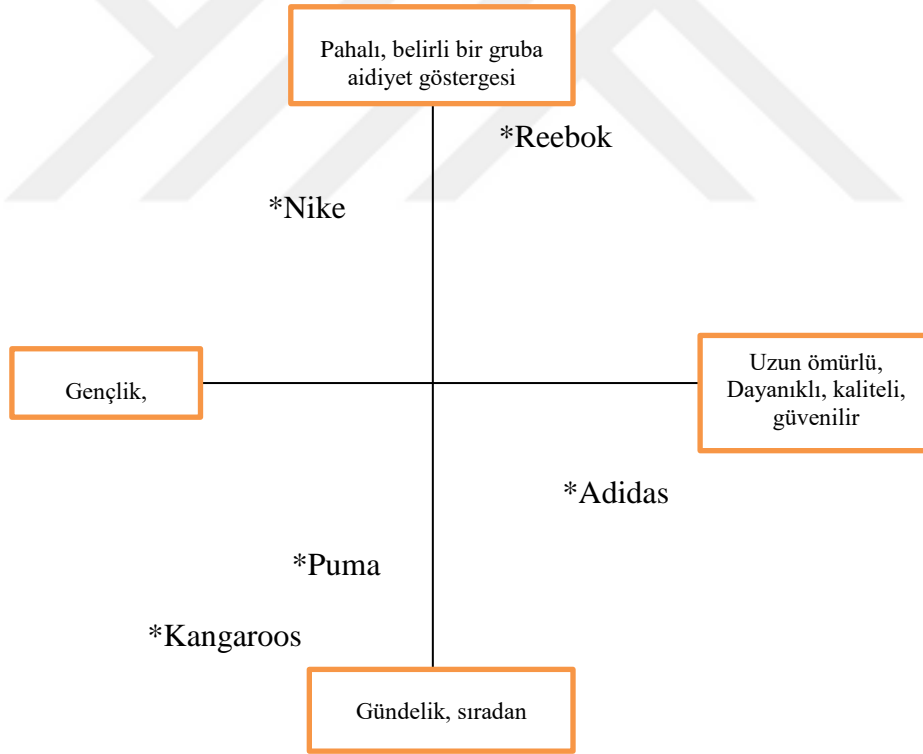 Pahalı, belirli bir gruba
aidiyet göstergesi
*Reebok
*Nike
Gençlik,
Uzun ömürlü,
Dayanıklı, kaliteli,
güvenilir
*Adidas
*Puma
*Kangaroos
Gündelik, sıradan